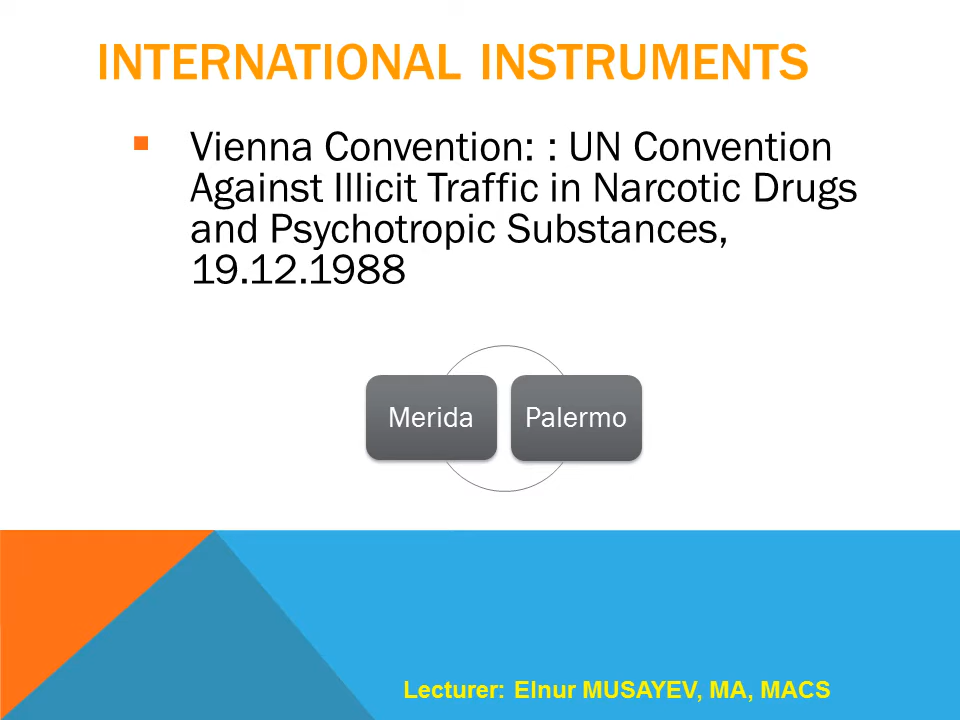 INTERNATIONAL INSTRUMENTS
Vienna Convention: : UN Convention
Against Illicit Traffic in Narcotic Drugs
and Psychotropic Substances,
19.12.1988
Merida
Palermo
Lecturer: Elnur MUSAYEV, MA, MACS